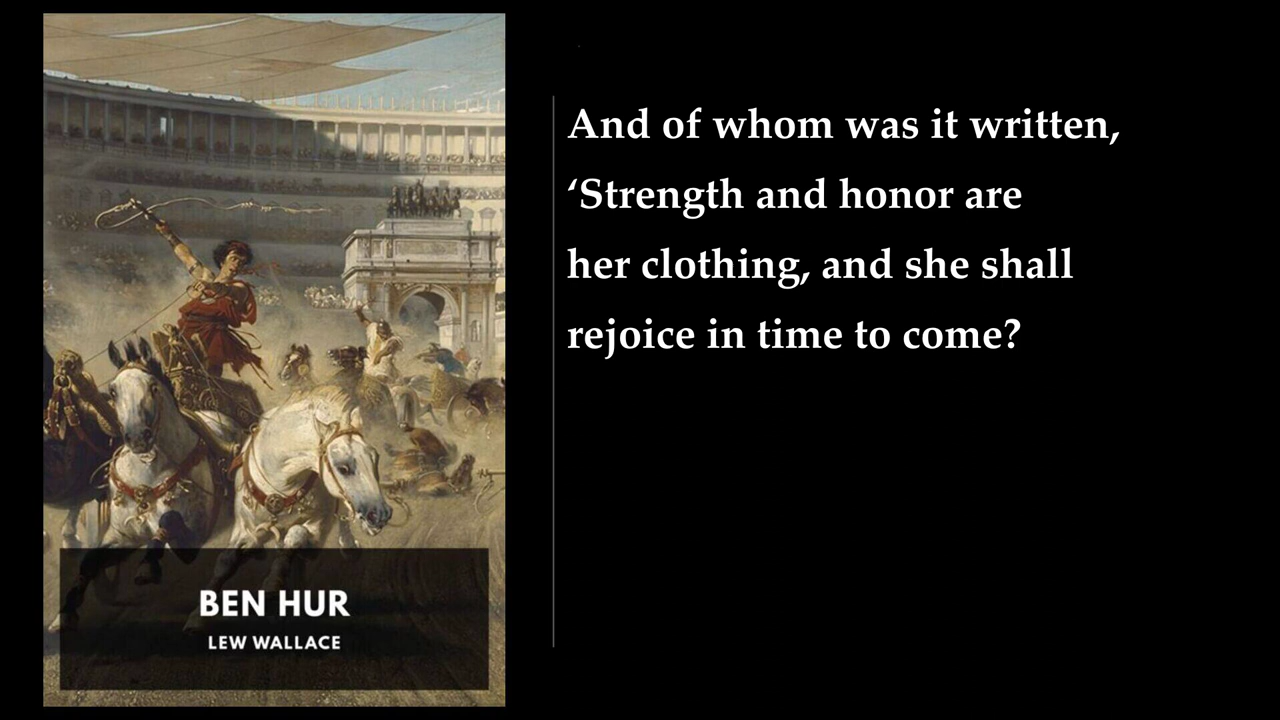 And of whom was it written,
‘Strength and honor are
her clothing, and she shall
rejoice in time to come?
BEN HUR
LEW WALLACE